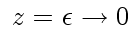 z = ϵ → 0